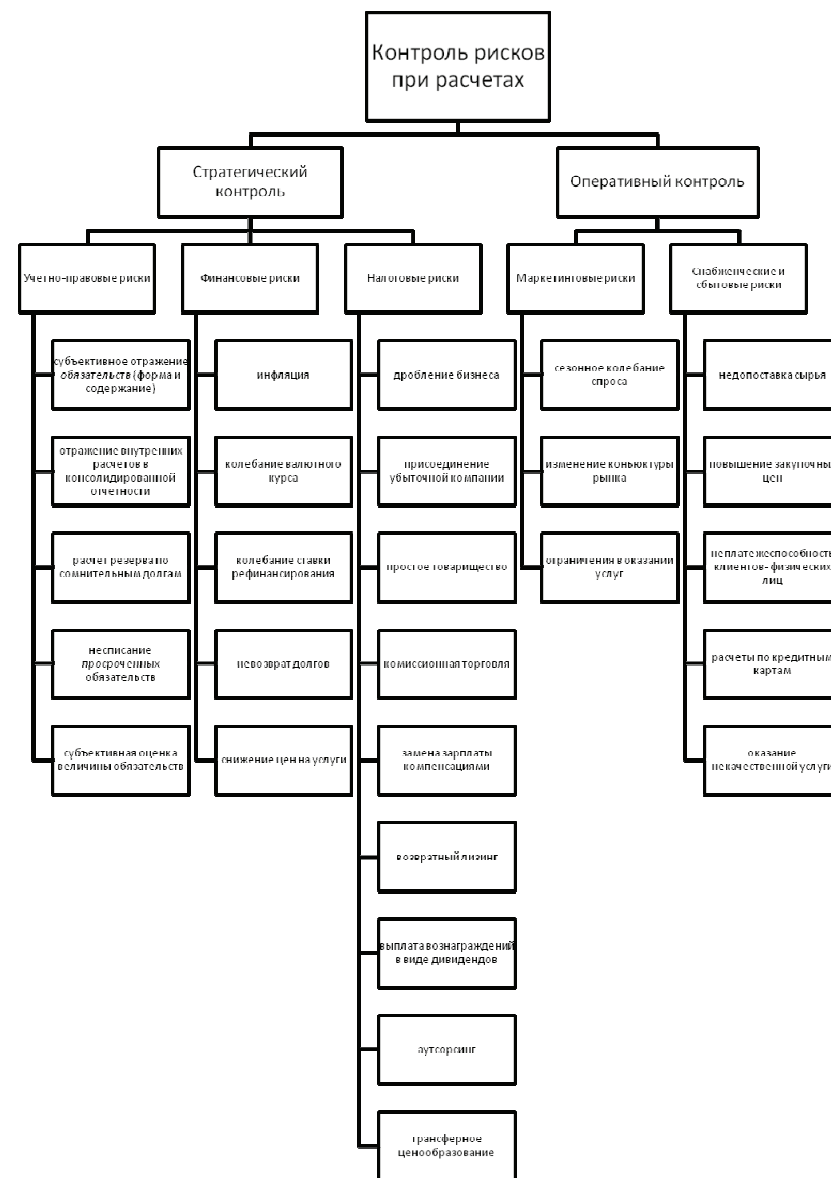 Контроль рисков
при расчетах
Стратегический
контроль
Оперативный контроль
Учетно-правовые риски
Финансовые риски
Налоговые риски
Маркетинговые риски
Снабженческие и
сбытовые риски
субъективное отражение
обязательств (форма и
содержание)
отражение внутренних
расчетов в
консолидированной
отчетности
расчет резерва по
сомнительным долгам
несписание
просроченных
обязательств
субъективная оценка
величины обязательств
инфляция
колебание валютного
курса
колебание ставки
рефинансирования
невозврат долгов
снижение цен на услуги
дробление бизнеса
присоединение
убыточной компании
простое товарищество
комиссионная торговля
замена зарплаты
компенсациями
возвратный лизинг
выплата вознаграждений
в виде дивидендов
аутсорсинг
трансферное
ценообразование
сезонное колебание
спроса
изменение коньюктуры
рынка
ограничения в оказании
услуг
недопоставка сырья
повышение закупочны
цен
неплатежеспособность
клиентов- физических
лиц
расчеты по кредитным
картам
оказание
некачественной услуги